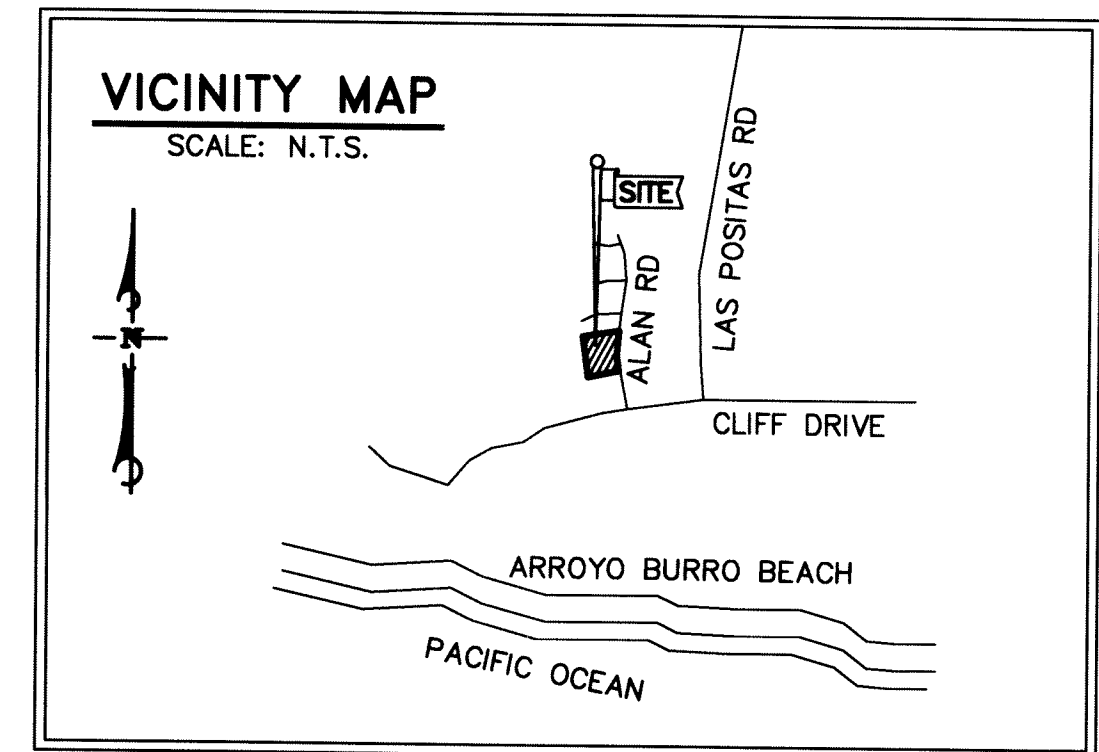 VICINITY MAP
SCALE: N.T.S.
SITE
LAS POSITAS RD
ALAN RD
N
CLIFF DRIVE
ARROYO BURRO BEACH
PACIFIC OCEAN